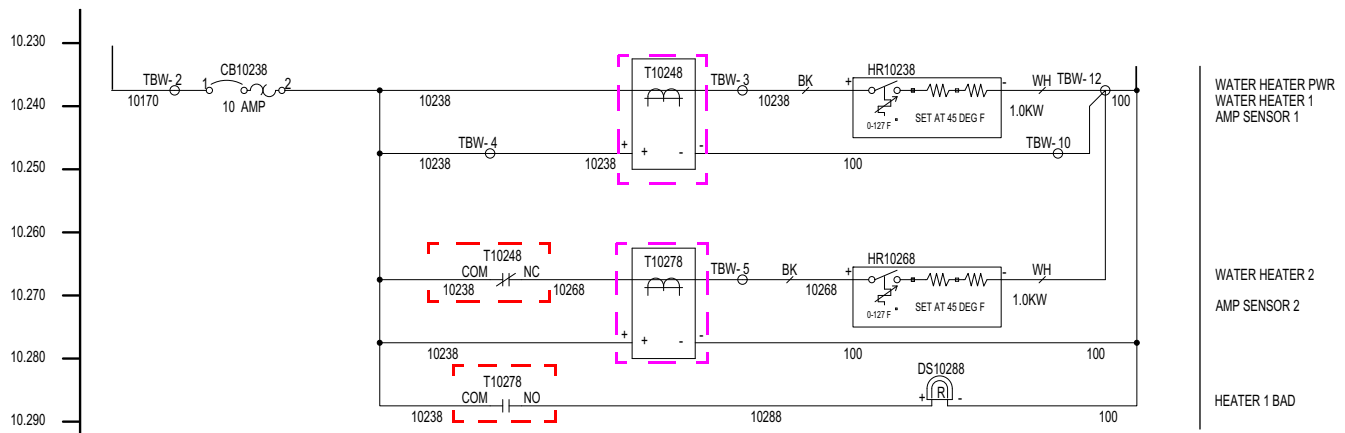 10.230
TBW- 2
1
CB10238
2
10170
10 AMP
T10248
TBW- 3
BK
HR10238
+
-
WH
TBW- 12
WATER HEATER PWR
10.240
10238
10238
0-127 F
SET AT 45 DEG F
1.0KW
100
WATER HEATER 1
AMP SENSOR 1
TBW- 4
+
-
TBW- 10
10.250
10238
10238
+ -
100
10.260
T10248
T10278
COM NC
TBW- 5
BK
HR10268
+
-
WH
WATER HEATER 2
10.270
10238
10268
10268
0-127 F
SET AT 45 DEG F
1.0KW
AMP SENSOR 2
+
-
+ -
10.280
10238
100
100
T10278
DS10288
COM NO
+
R
-
HEATER 1 BAD
10.290
10238
10288
100